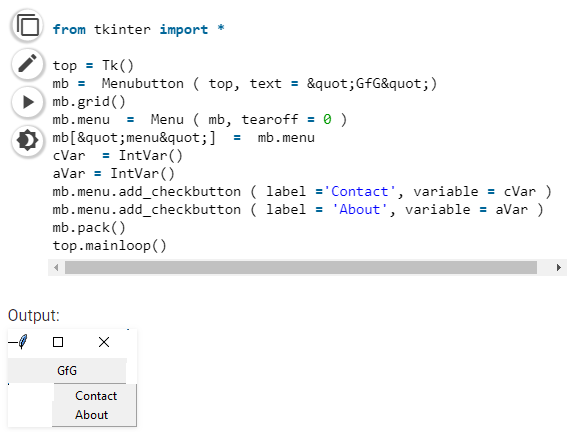 from tkinter import *
top = Tk()
mb =  Menubutton ( top, text = &quot;GfG&quot;)
mb.grid()
mb.menu  =  Menu ( mb, tearoff = 0 )
mb[&quot;menu&quot;]  =  mb.menu
cVar  = IntVar()
aVar = IntVar()
mb.menu.add_checkbutton ( label ='Contact', variable = cVar )
mb.menu.add_checkbutton ( label = 'About', variable = aVar )
mb.pack()
top.mainloop()
Output:
GfG
Contact
About